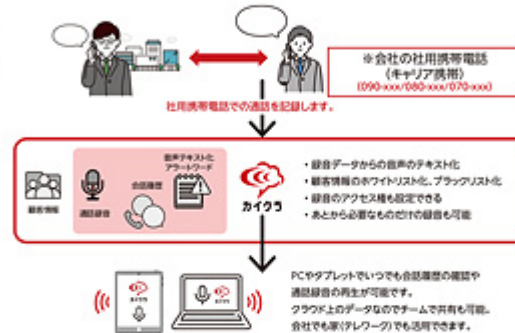 ※会社の社用携帯電話
(キャリア携帯)
(090-xxx/080-xxx/070-xxx)
社用携帯電話での通話を記録します。
音声テキスト化
アラートワード
会話履歴
顧客情報
通話録音
カイクラ
・録音データからの音声のテキスト化
・顧客情報のホワイトリスト化、ブラックリスト化
・録音のアクセス権も設定できる
・あとから必要なものだけの録音も可能
PCやタブレットでいつでも会話履歴の確認や
通話録音の再生が可能です。
クラウド上のデータなのでチームで共有も可能。
会社でも家(テレワーク)でも活用できます。